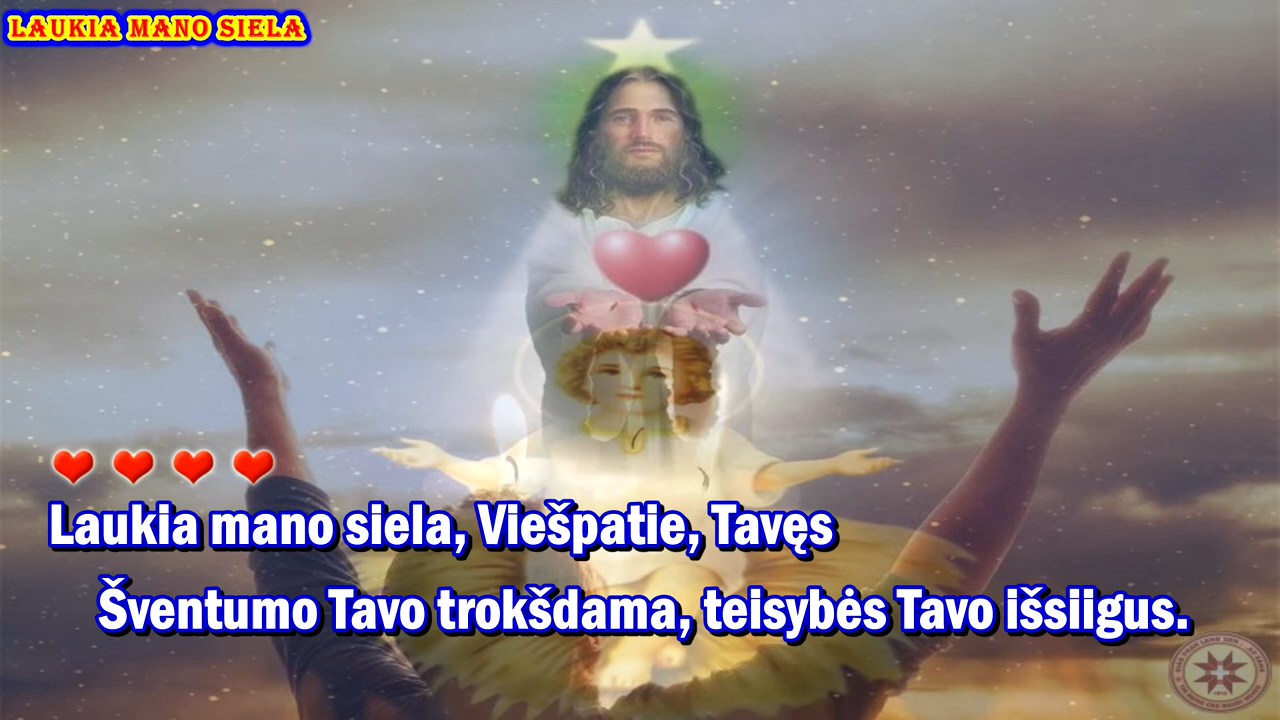 LAUKIA MANO SIELA
Laukia mano siela, Viešpatie, Tavęs
Šventumo Tavo trokšdama, teisybės Tavo išsiigus.